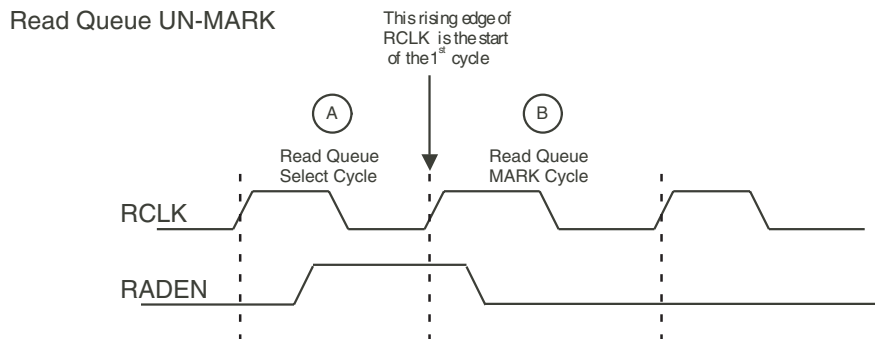 Read Queue UN-MARK
This rising edge of
RCLK is the start
of the 1st cycle
A
B
Read Queue
Select Cycle
Read Queue
MARK Cycle
RCLK
RADEN